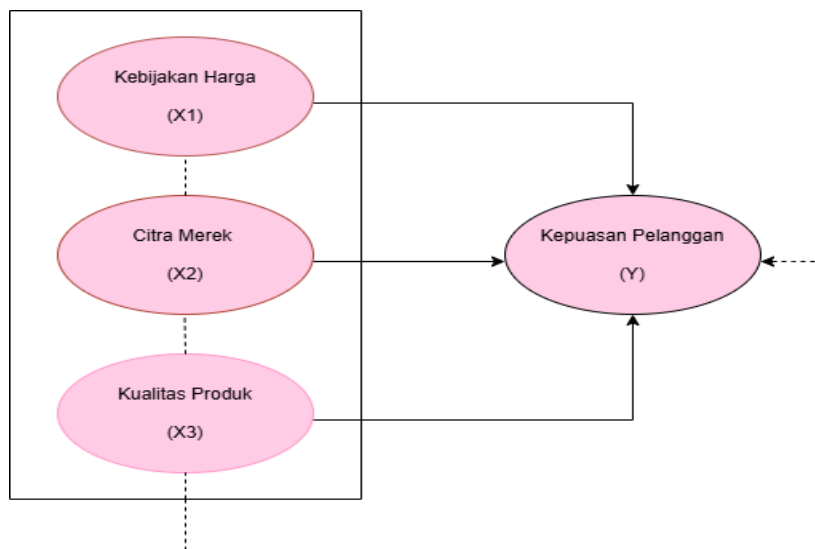 Kebijakan Harga
(X1)
Citra Merek
(X2)
Kepuasan Pelanggan
(Y)
Kualitas Produk
(X3)